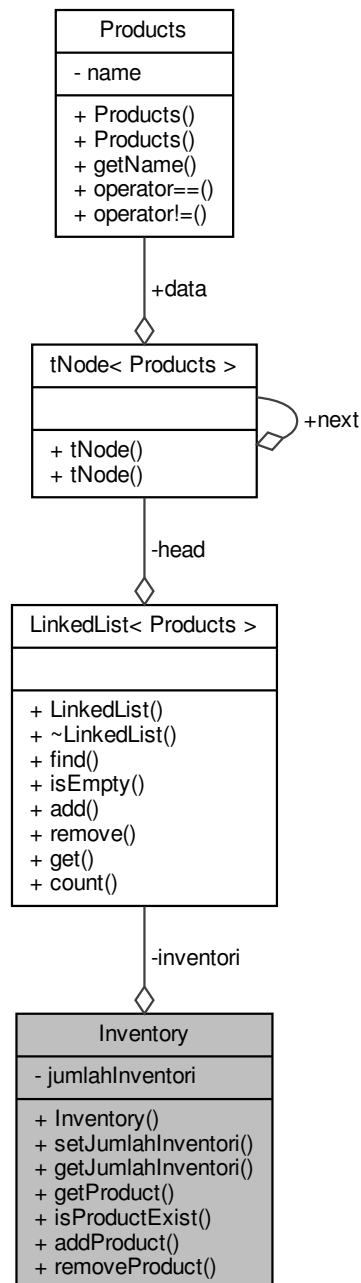 Products
- name
+ Products()
+ Products()
+ getName()
+ operator==()
+ operator!=()
+data
tNode< Products >
+next
+ tNode()
+ tNode()
-head
LinkedList< Products >
+ LinkedList()
+ ~LinkedList()
+ find()
+ isEmpty()
+ add()
+ remove()
+ get()
+ count()
-inventori
Inventory
- jumlahInventori
+ Inventory()
+ setJumlahInventori()
+ getJumlahInventori()
+ getProduct()
+ isProductExist()
+ addProduct()
+ removeProduct()